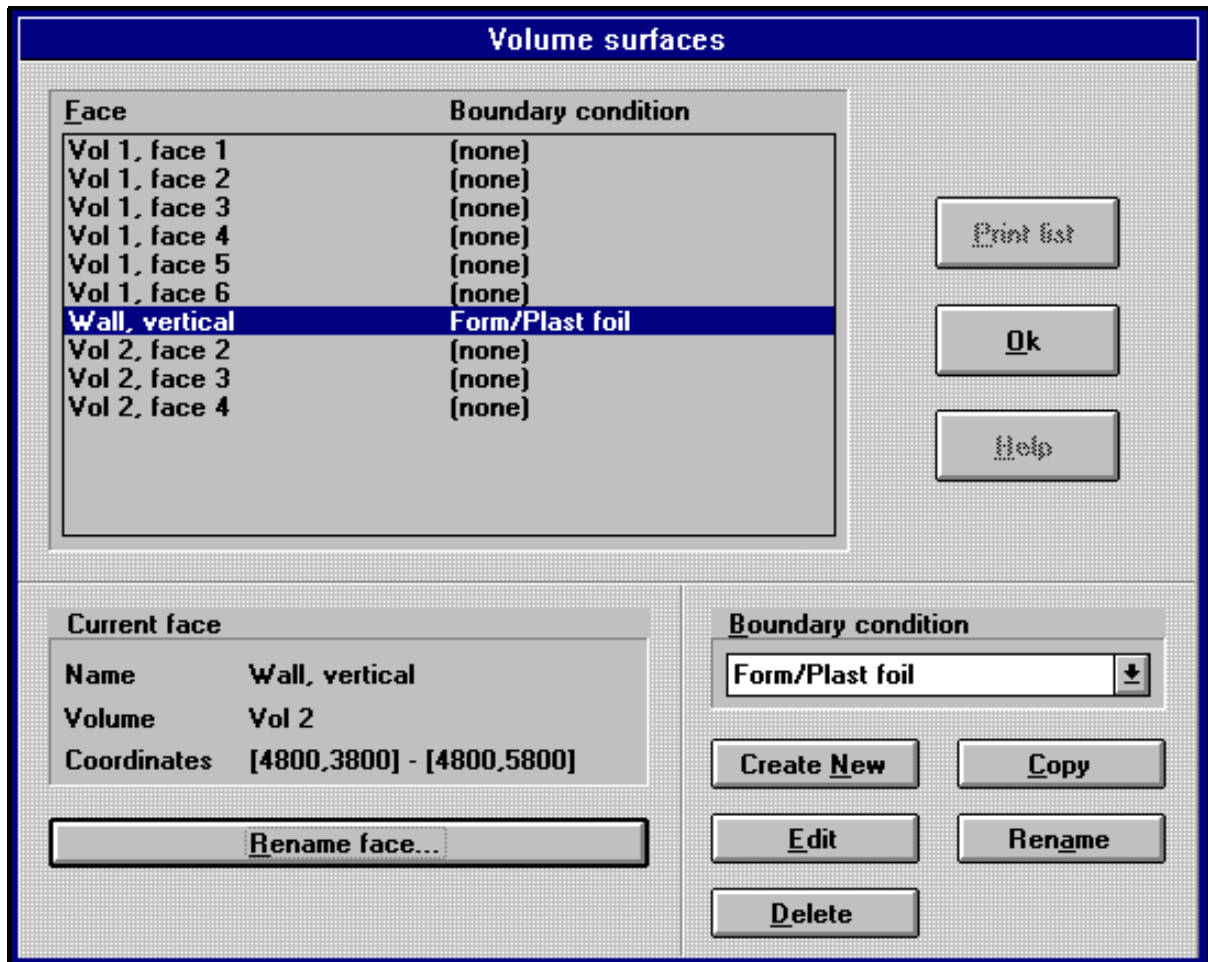 Volume surfaces
Face Boundary condition
Vol 1, face 1 (none)
Vol 1, face 2 (none)
Vol 1, face 3 (none)
Vol 1, face 4 (none)
Vol 1, face 5 (none)
Vol 1, face 6 (none)
Wall, vertical Form/Plast foil
Vol 2, face 2 (none)
Vol 2, face 3 (none)
Vol 2, face 4 (none)
Print list
Ok
Help
Current face
Name Wall, vertical
Volume Vol 2
Coordinates [4800,3800] - [4800,5800]
Rename face...
Boundary condition
Form/Plast foil
Create New Copy
Edit Rename
Delete